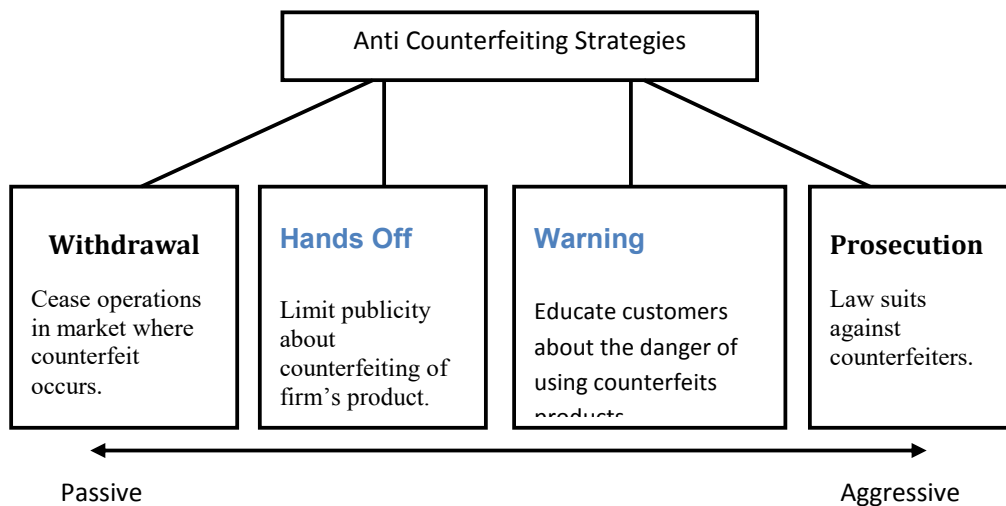 Anti Counterfeiting Strategies
Withdrawal
Cease operations
in market where
counterfeit
occurs.
Hands Off
Limit publicity
about
counterfeiting of
firm's product.
Warning
Educate customers
about the danger of
using counterfeits
products
Prosecution
Law suits
against
counterfeiters.
Passive
Aggressive